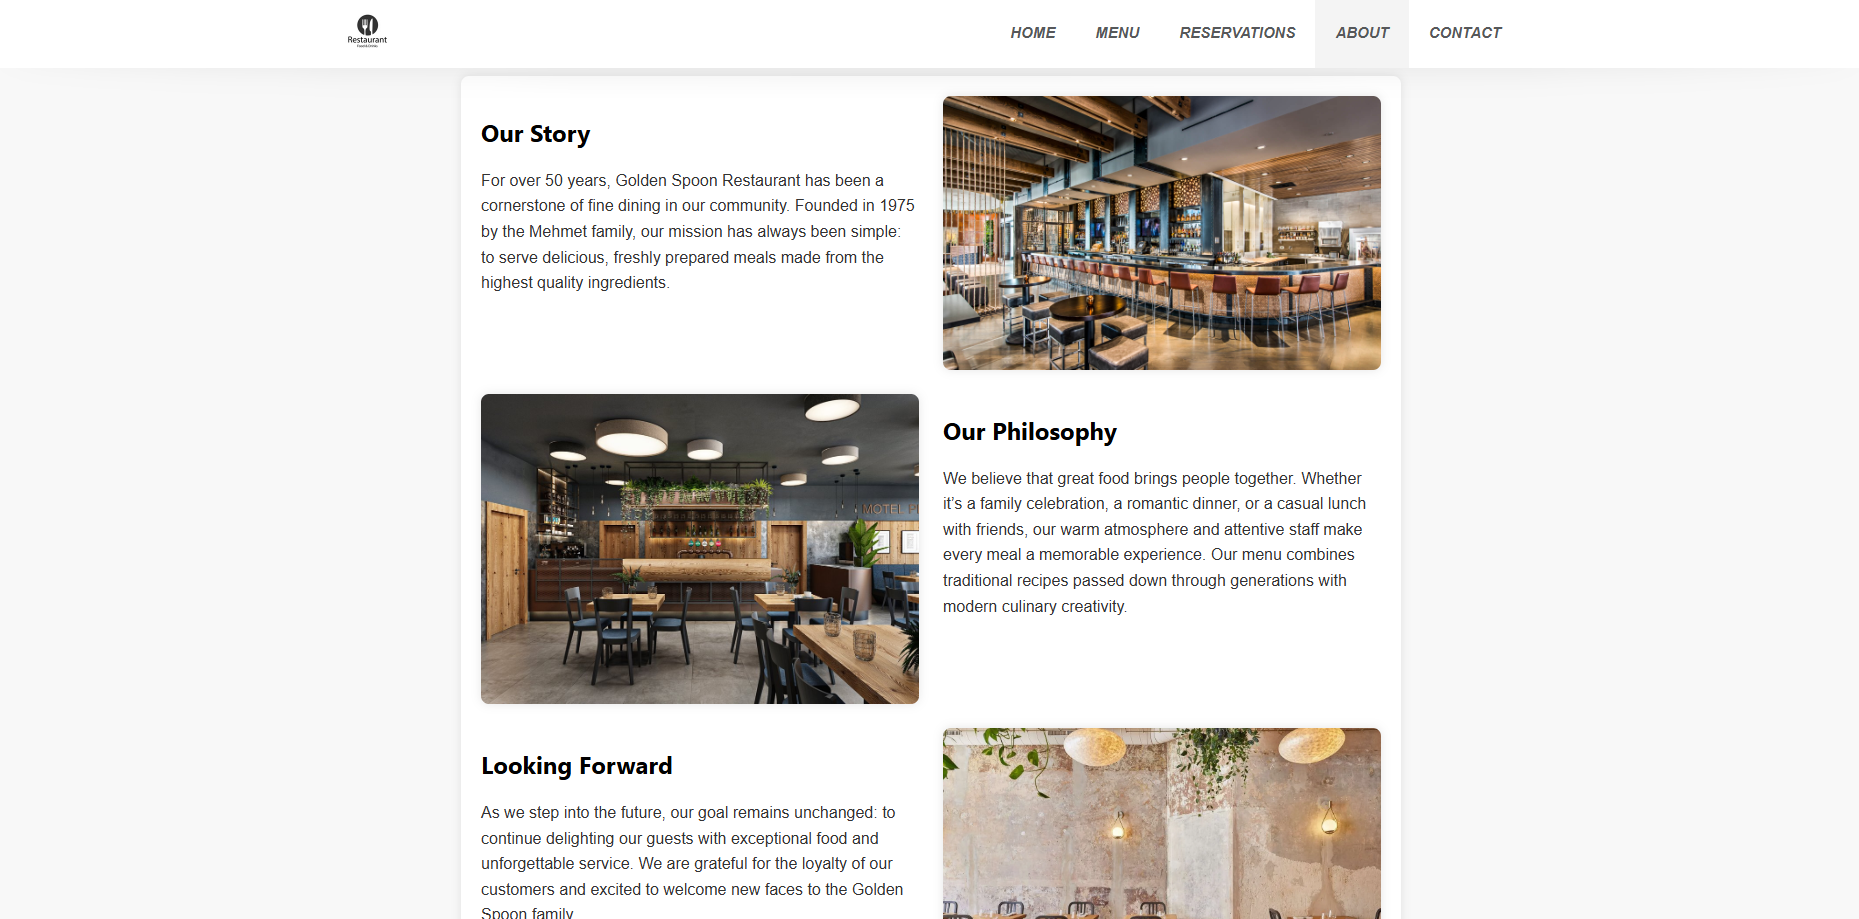 Restaurant
Food & Drinks
HOME MENU RESERVATIONS ABOUT CONTACT
Our Story
For over 50 years, Golden Spoon Restaurant has been a
cornerstone of fine dining in our community. Founded in 1975
by the Mehmet family, our mission has always been simple:
to serve delicious, freshly prepared meals made from the
highest quality ingredients.
MOTEL
Our Philosophy
We believe that great food brings people together. Whether
it’s a family celebration, a romantic dinner, or a casual lunch
with friends, our warm atmosphere and attentive staff make
every meal a memorable experience. Our menu combines
traditional recipes passed down through generations with
modern culinary creativity.
Looking Forward
As we step into the future, our goal remains unchanged: to
continue delighting our guests with exceptional food and
unforgettable service. We are grateful for the loyalty of our
customers and excited to welcome new faces to the Golden
Spoon family